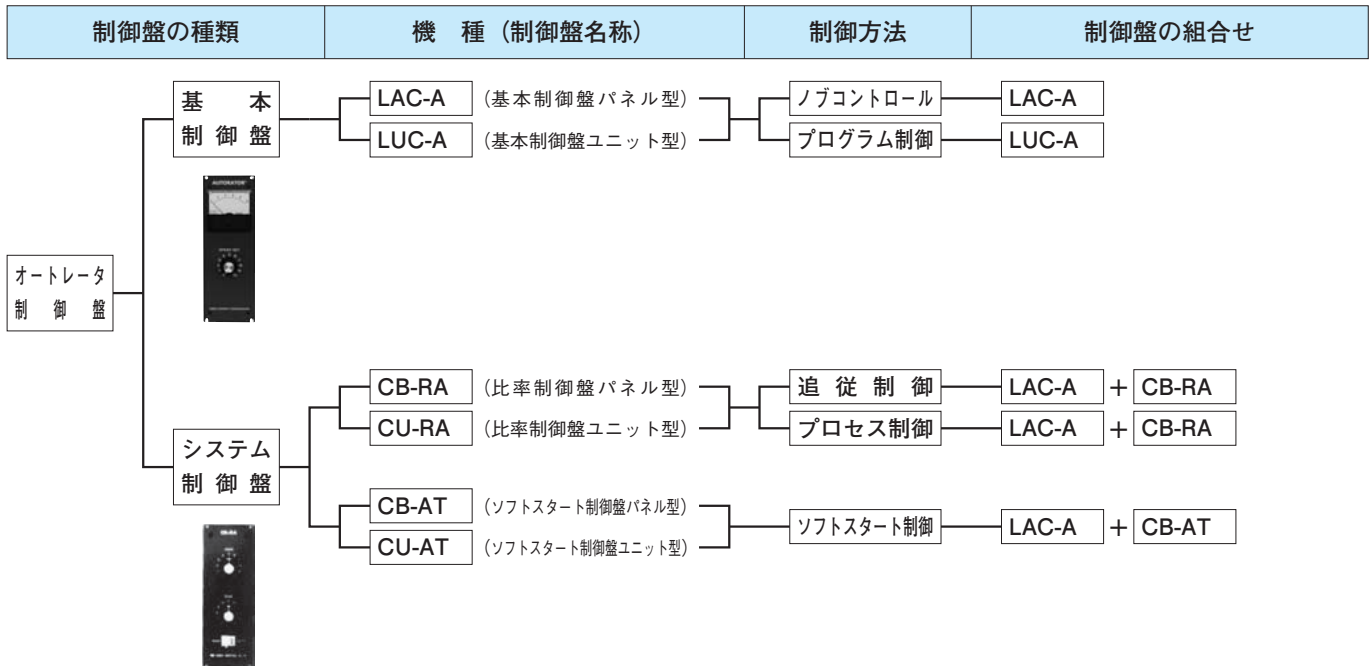 制御盤の種類 機 種（制御盤名称） 制御方法 制御盤の組合せ
基 本
制 御 盤
LAC-A （基本制御盤パネル型） ノブコントロール LAC-A
LUC-A （基本制御盤ユニット型） プログラム制御 LUC-A
AUTORATOR
オートレータ
制 御 盤
システム
制 御 盤
CB-RA （比率制御盤パネル型） 追 従 制 御 LAC-A + CB-RA
CU-RA （比率制御盤ユニット型） プロセス制御 LAC-A + CB-RA
CB-AT （ソフトスタート制御盤パネル型） ソフトスタート制御 LAC-A + CB-AT
CU-AT （ソフトスタート制御盤ユニット型）